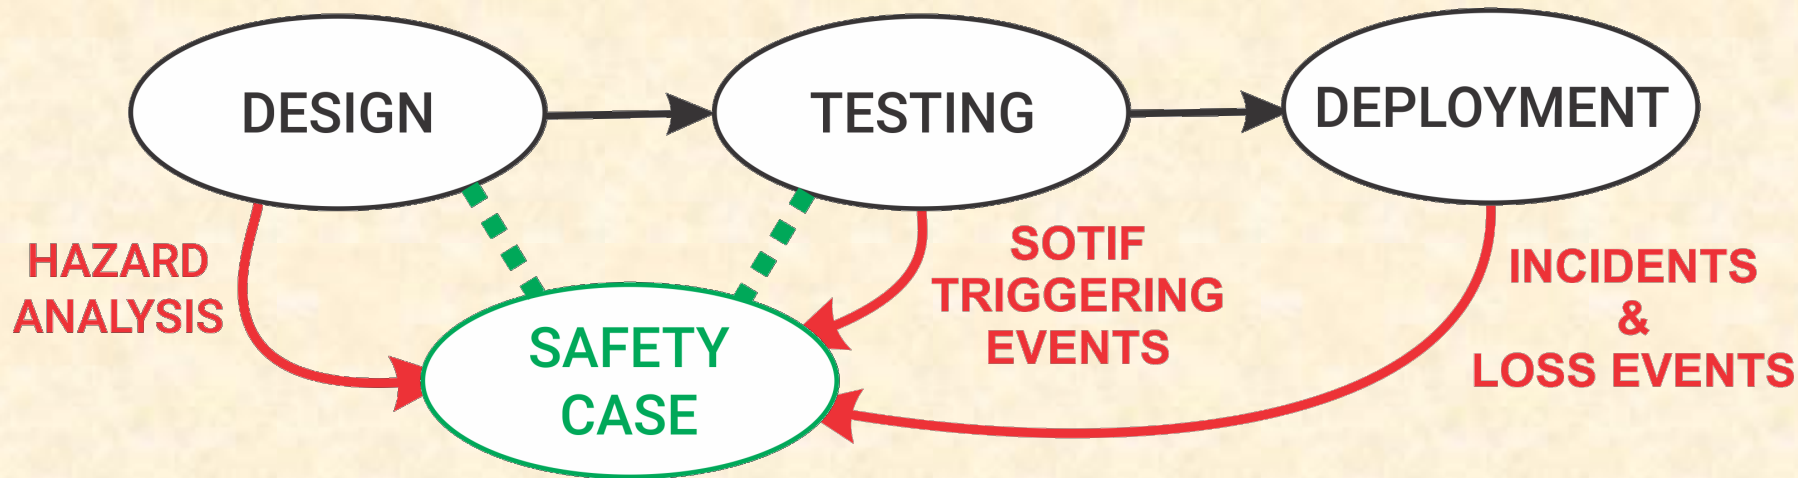 DESIGN
TESTING
DEPLOYMENT
HAZARD
ANALYSIS
SAFETY
CASE
SOTIF
TRIGGERING
EVENTS
INCIDENTS
&
LOSS EVENTS